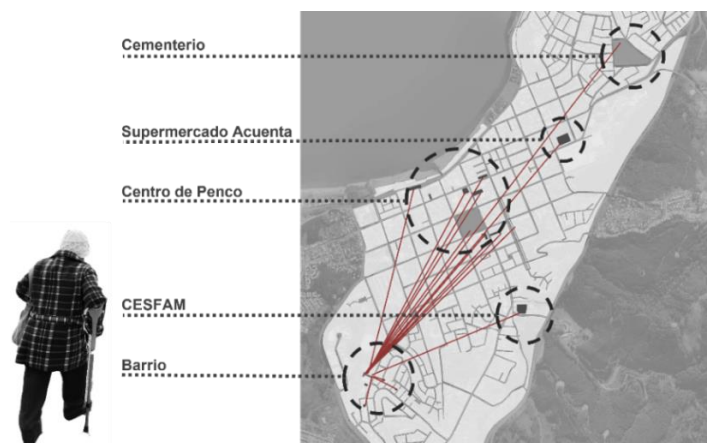 Cementerio
Supermercado Acuenta
Centro de Penco
CESFAM
Barrio